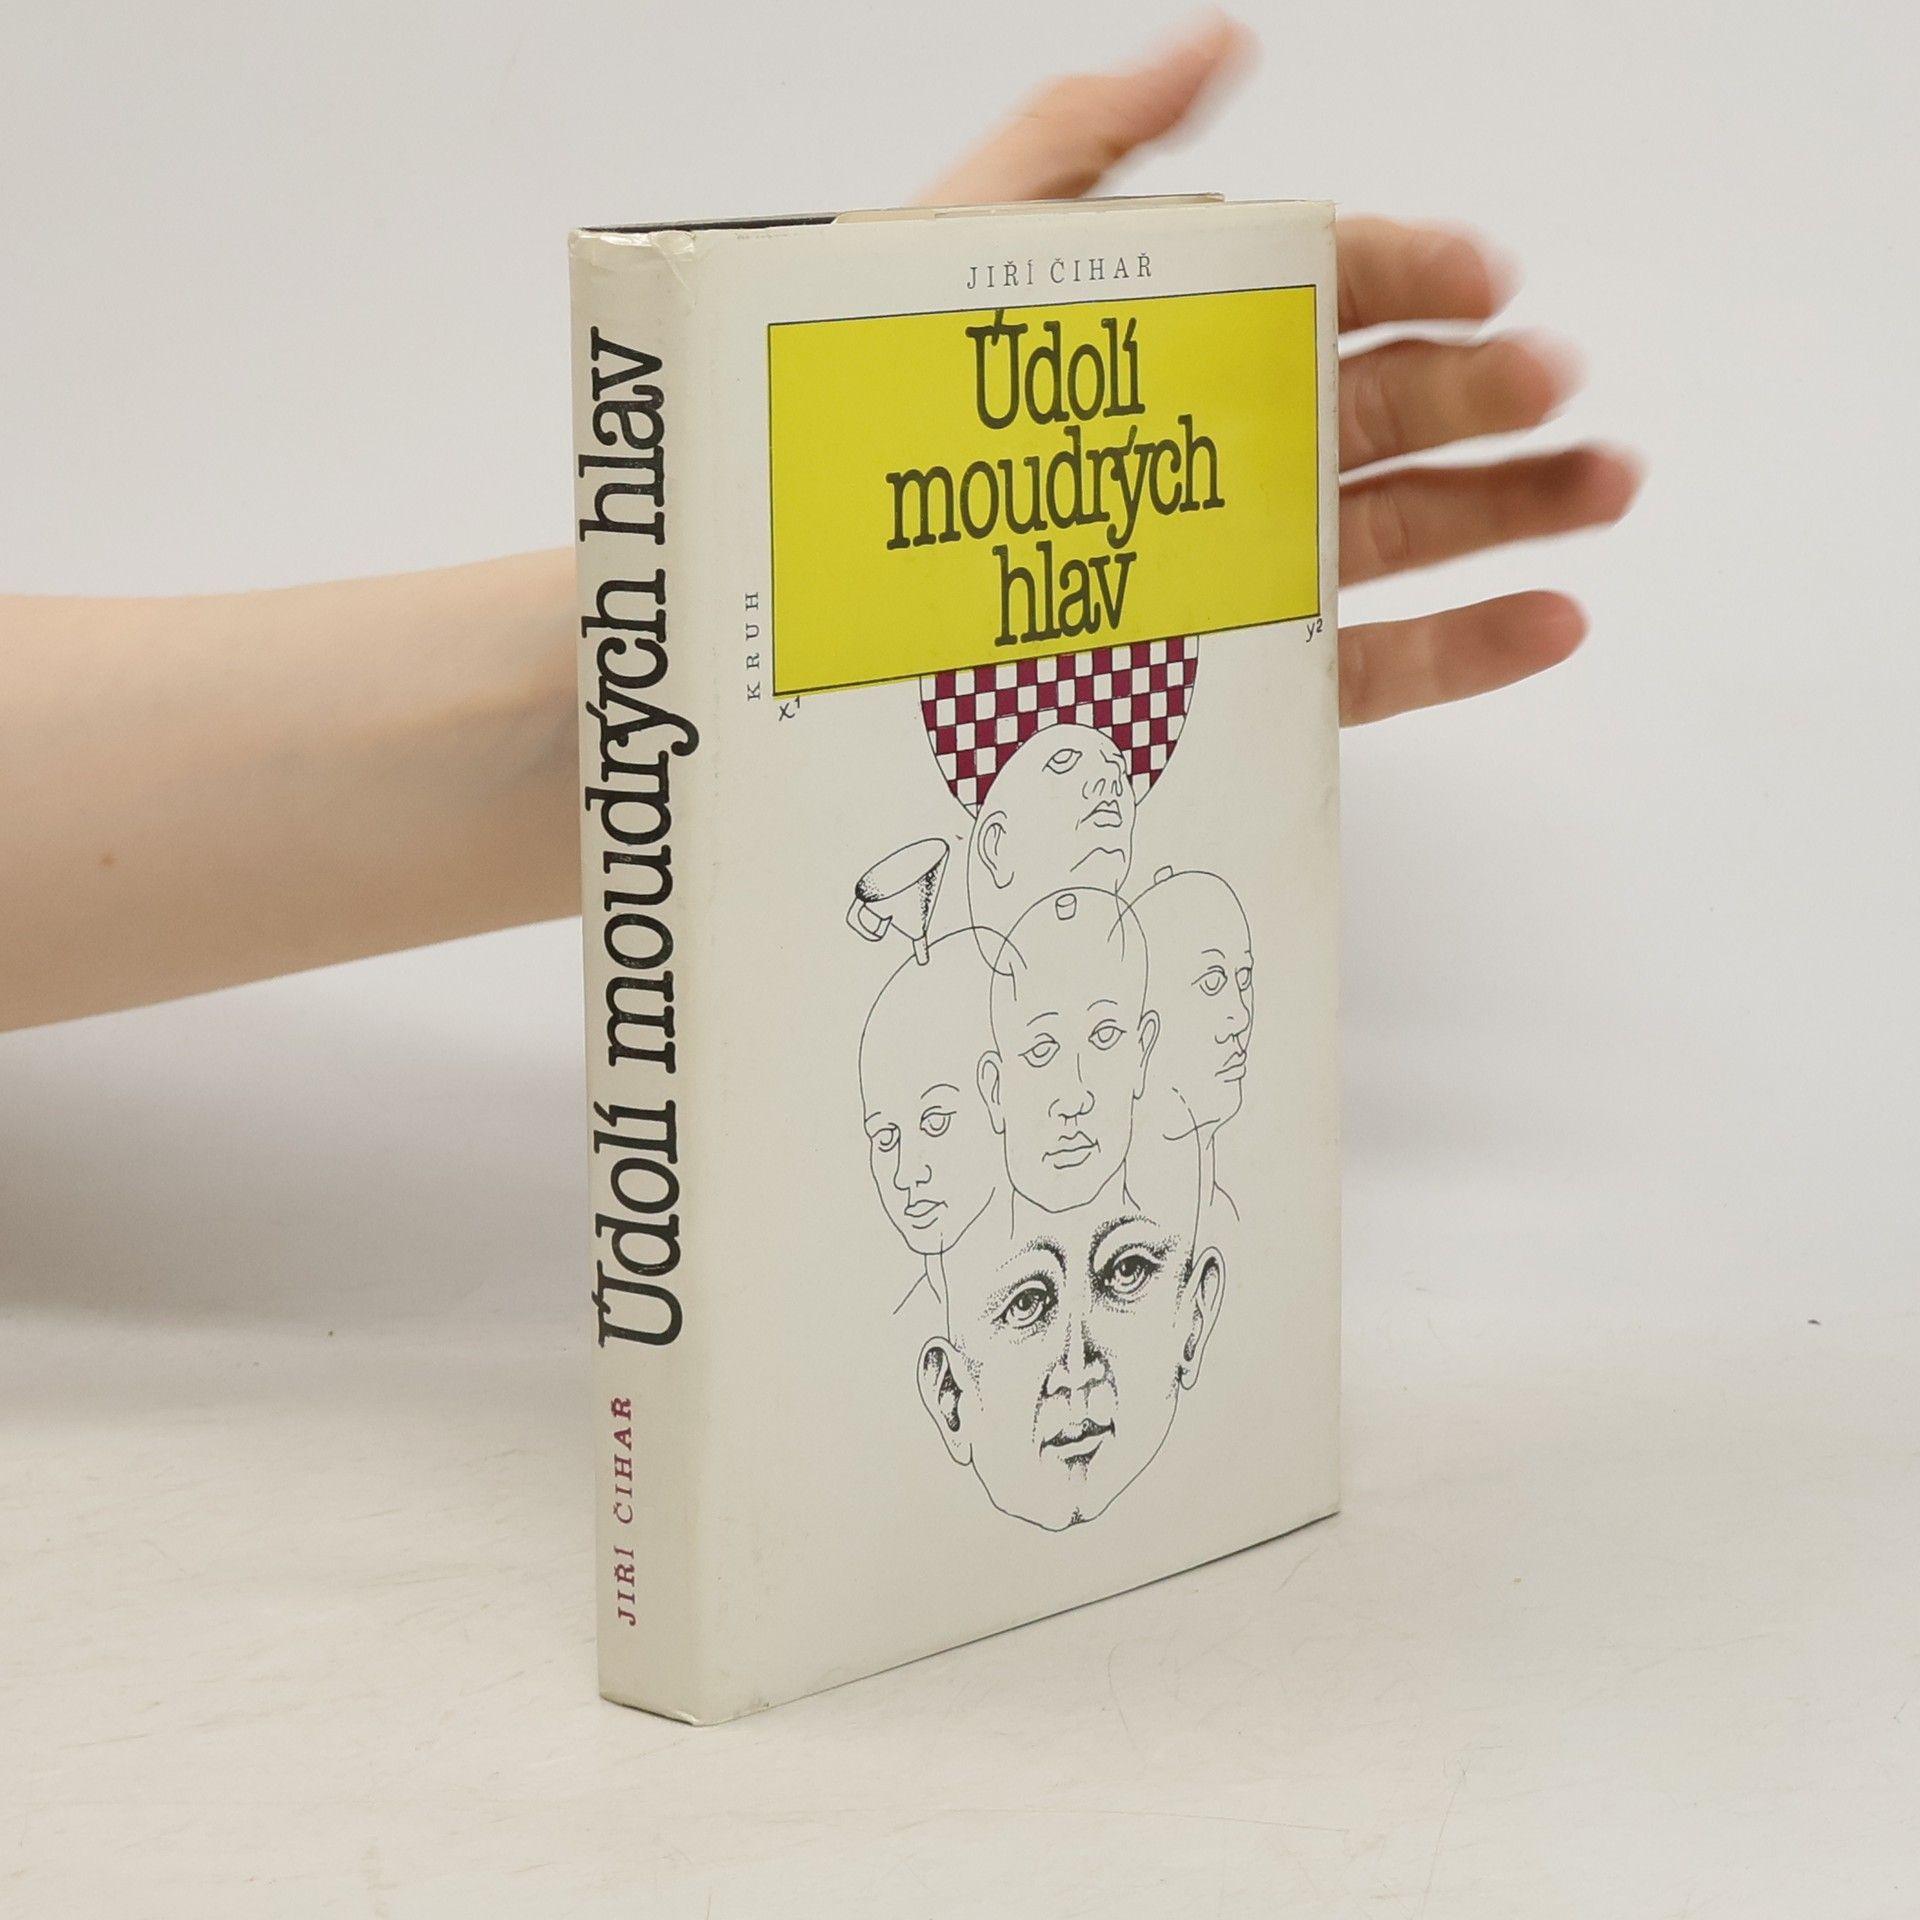 JIŘÍ ČIHAŘ
Údolí
moudrých
hlav
KRUH
x¹
y²
Údolí moudrých hlav
JIŘÍ ČIHAŘ